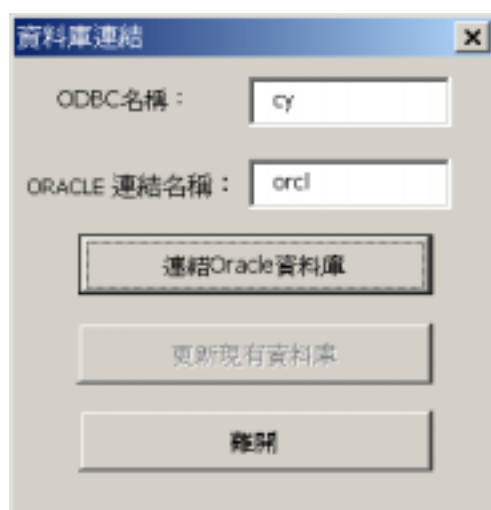 資料庫連結
ODBC名稱： cy
ORACLE 連結名稱： orcl
連結Oracle資料庫
更新現有資料庫
離開